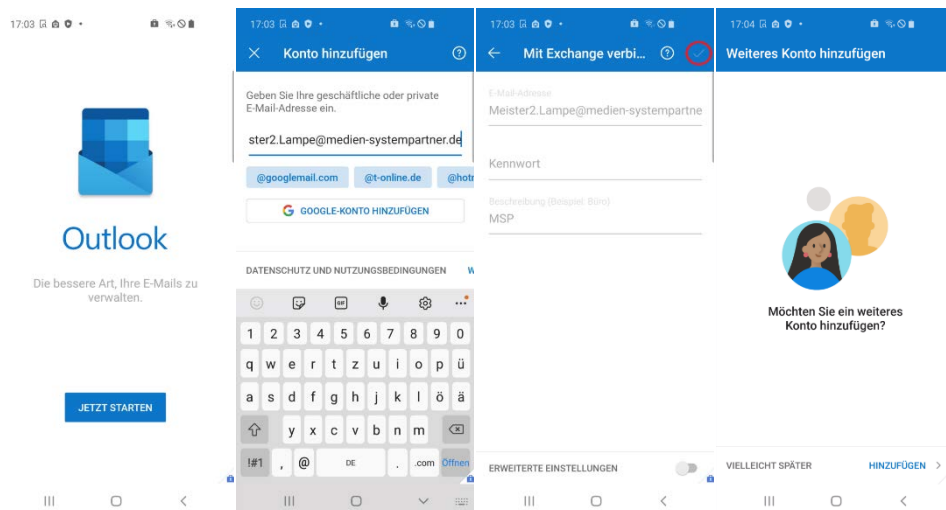 17:03
Outlook
Die bessere Art, Ihre E-Mails zu
verwalten.
JETZT STARTEN
17:03
Konto hinzufügen
Geben Sie Ihre geschäftliche oder private
E-Mail-Adresse ein.
ster2.Lampe@medien-systempartner.de
@googlemail.com @t-online.de @hotr
G GOOGLE-KONTO HINZUFÜGEN
DATENSCHUTZ UND NUTZUNGSBEDINGUNGEN W
GIF
1 2 3 4 5 6 7 8 9 0
q w e r t z u i o p ü
a s d f g h j k l ö ä
y x c v b n m
!#1 , @ DE . .com Öffnen
17:03
Mit Exchange verbi...
E-Mail-Adresse
Meister2.Lampe@medien-systempartne
Kennwort
Beschreibung (Beispiel: Büro)
MSP
ERWEITERTE EINSTELLUNGEN
17:04
Weiteres Konto hinzufügen
Möchten Sie ein weiteres
Konto hinzufügen?
VIELLEICHT SPÄTER HINZUFÜGEN